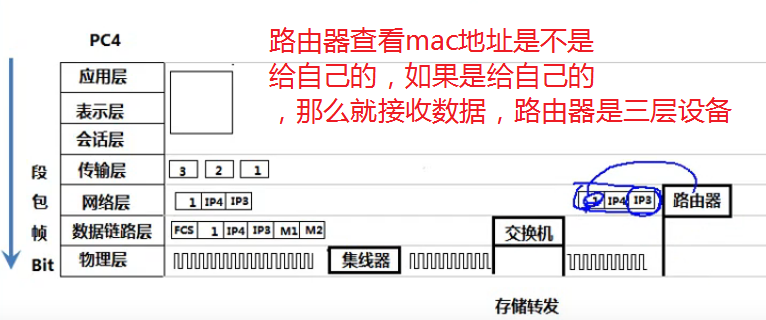 PC4
路由器查看mac地址是不是
给自己的，如果是给自己的
，那么就接收数据，路由器是三层设备
应用层
表示层
会话层
段 传输层 3 2 1
包 网络层 1 IP4 IP3 1 IP4 IP3 路由器
帧 数据链路层 FCS 1 IP4 IP3 M1 M2 交换机
Bit 物理层 集线器
存储转发